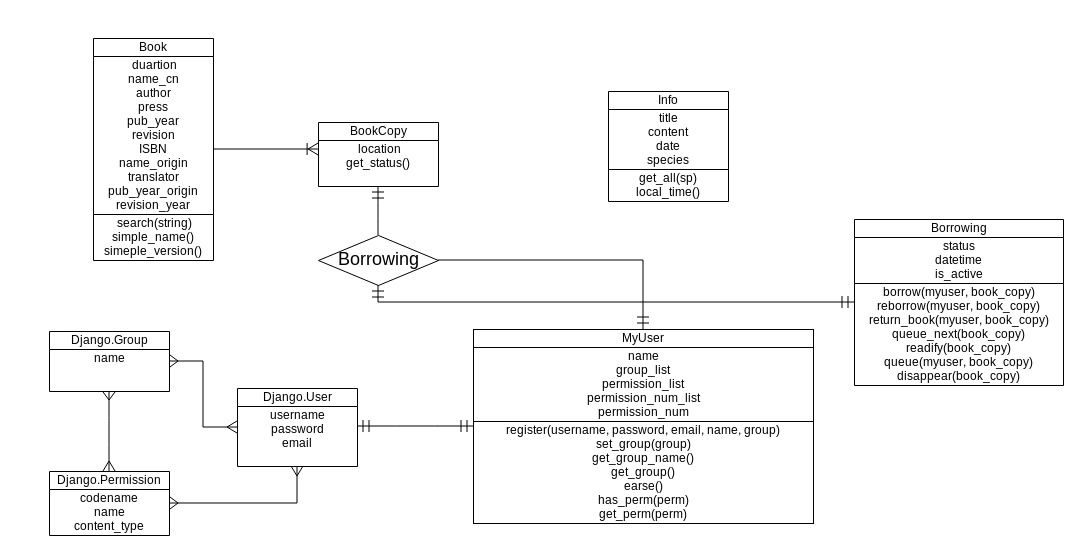 Book
duartion
name_cn
author
press
pub_year
revision
ISBN
name_origin
translator
pub_year_origin
revision_year
search(string)
simple_name()
simeple_version()
BookCopy
location
get_status()
Info
title
content
date
species
get_all(sp)
local_time()
Borrowing
Borrowing
status
datetime
is_active
borrow(myuser, book_copy)
reborrow(myuser, book_copy)
return_book(myuser, book_copy)
queue_next(book_copy)
readify(book_copy)
queue(myuser, book_copy)
disappear(book_copy)
Django.Group
name
Django.User
username
password
email
Django.Permission
codename
name
content_type
MyUser
name
group_list
permission_list
permission_num_list
permission_num
register(username, password, email, name, group)
set_group(group)
get_group_name()
get_group()
earse()
has_perm(perm)
get_perm(perm)